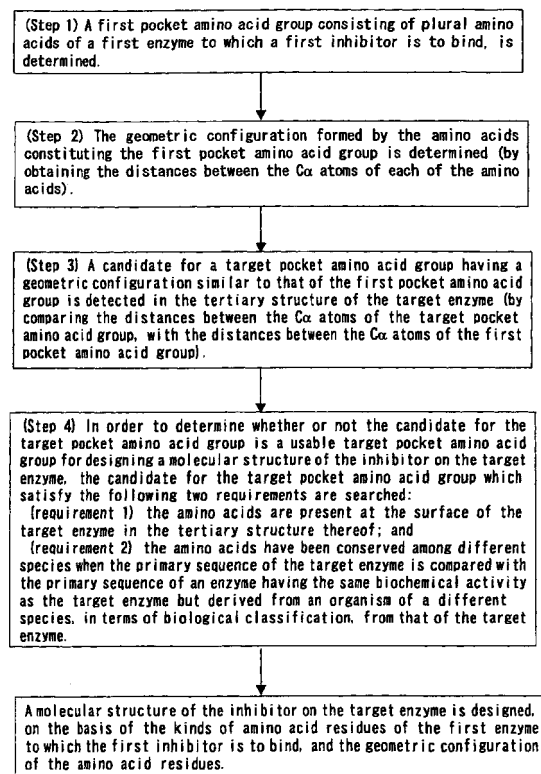 (Step 1) A first pocket amino acid group consisting of plural amino
acids of a first enzyme to which a first inhibitor is to bind, is
determined.
(Step 2) The geometric configuration formed by the amino acids
constituting the first pocket amino acid group is determined (by
obtaining the distances between the Cα atoms of each of the amino
acids).
(Step 3) A candidate for a target pocket amino acid group having a
geometric configuration similar to that of the first pocket amino acid
group is detected in the tertiary structure of the target enzyme (by
comparing the distances between the Cα atoms of the target pocket
amino acid group, with the distances between the Cα atoms of the first
pocket amino acid group).
(Step 4) In order to determine whether or not the candidate for the
target pocket amino acid group is a usable target pocket amino acid
group for designing a molecular structure of the inhibitor on the target
enzyme, the candidate for the target pocket amino acid group which
satisfy the following two requirements are searched:
(requirement 1) the amino acids are present at the surface of the
target enzyme in the tertiary structure thereof; and
(requirement 2) the amino acids have been conserved among different
species when the primary sequence of the target enzyme is compared with
the primary sequence of an enzyme having the same biochemical activity
as the target enzyme but derived from an organism of a different
species, in terms of biological classification, from that of the target
enzyme.
A molecular structure of the inhibitor on the target enzyme is designed,
on the basis of the kinds of amino acid residues of the first enzyme
to which the first inhibitor is to bind, and the geometric configuration
of the amino acid residues.